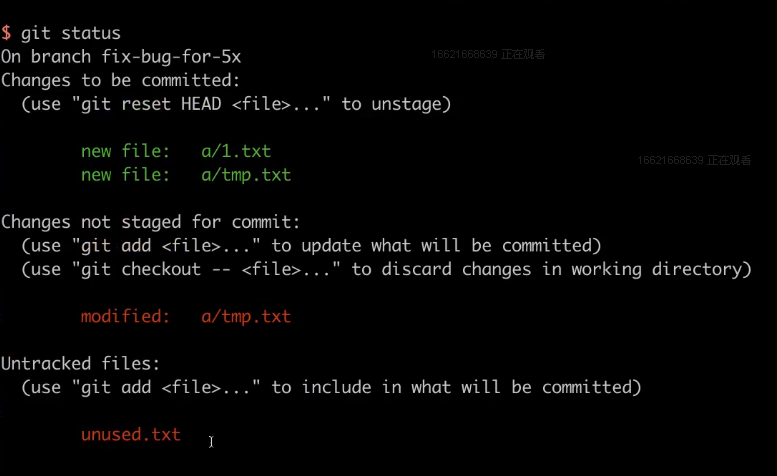 $ git status
16621668639 正在观看
On branch fix-bug-for-5x
Changes to be committed:
(use "git reset HEAD <file>..." to unstage)
new file: a/1.txt
16621668639 正在观看
new file: a/tmp.txt
Changes not staged for commit:
(use "git add <file>..." to update what will be committed)
(use "git checkout -- <file>..." to discard changes in working directory)
modified: a/tmp.txt
Untracked files:
(use "git add <file>..." to include in what will be committed)
unused.txt